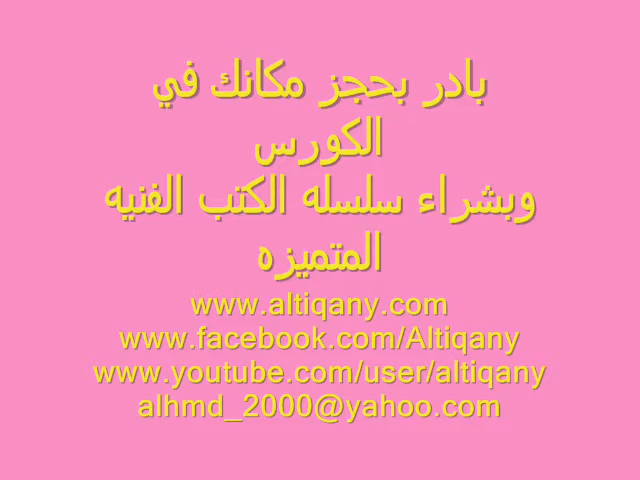 بادر بحجز مكانك في
الكورس
وبشراء سلسله الكتب الفنيه
المتميزه
www.altiqany.com
www.facebook.com/Altiqany
www.youtube.com/user/altiqany
alhmd_2000@yahoo.com